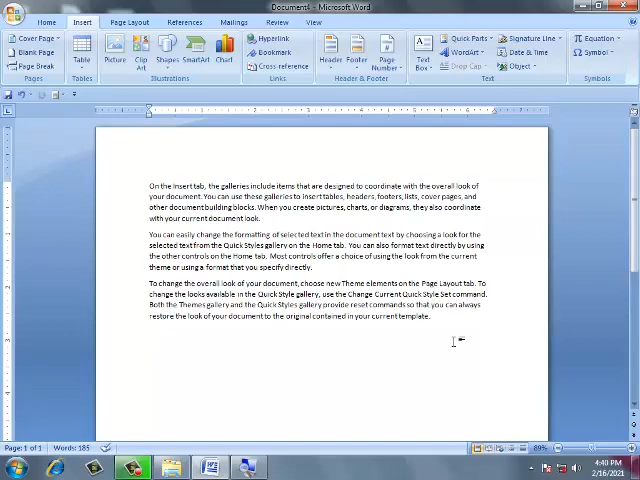 Document4 - Microsoft Word
Home Insert Page Layout References Mailings Review View
Cover Page
Blank Page
Page Break
Pages
Table
Tables
Picture Clip Art Shapes SmartArt Chart
Illustrations
Hyperlink
Bookmark
Cross-reference
Links
Header Footer Page Number
Header & Footer
Text Box
Quick Parts
WordArt
Drop Cap
Signature Line
Date & Time
Object
Text
Equation
Symbol
Symbols
On the Insert tab, the galleries include items that are designed to coordinate with the overall look of
your document. You can use these galleries to insert tables, headers, footers, lists, cover pages, and
other document building blocks. When you create pictures, charts, or diagrams, they also coordinate
with your current document look.
You can easily change the formatting of selected text in the document text by choosing a look for the
selected text from the Quick Styles gallery on the Home tab. You can also format text directly by using
the other controls on the Home tab. Most controls offer a choice of using the look from the current
theme or using a format that you specify directly.
To change the overall look of your document, choose new Theme elements on the Page Layout tab. To
change the looks available in the Quick Style gallery, use the Change Current Quick Style Set command.
Both the Themes gallery and the Quick Styles gallery provide reset commands so that you can always
restore the look of your document to the original contained in your current template.
Page: 1 of 1 Words: 185 89%
4:40 PM
2/16/2021